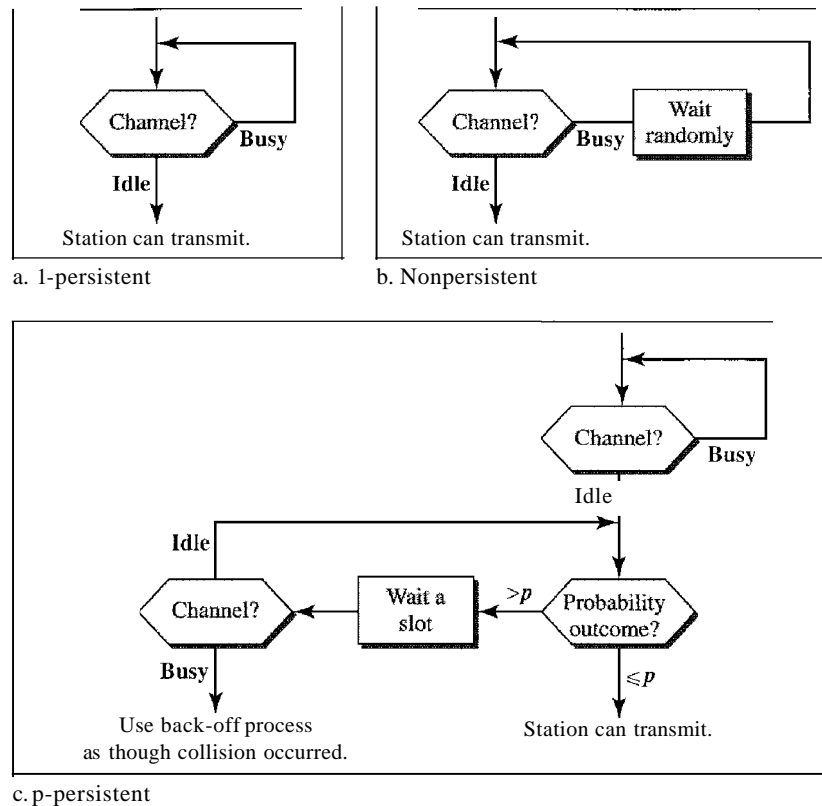 Channel?
Busy
Idle
Station can transmit.
a. 1-persistent
Channel?
Busy
Wait
randomly
Idle
Station can transmit.
b. Nonpersistent
Channel?
Busy
Idle
Idle
Channel?
Wait a
slot
>p
Probability
outcome?
Busy
≤p
Use back-off process
as though collision occurred.
Station can transmit.
c. p-persistent